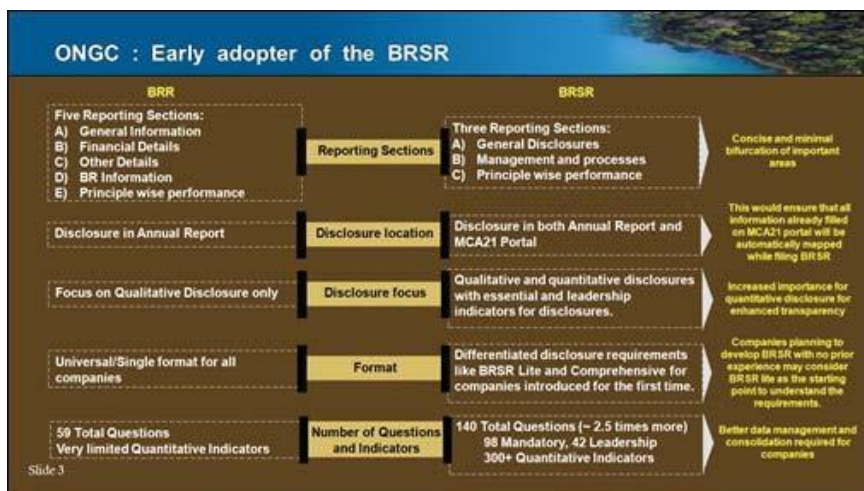 ONGC : Early adopter of the BRSR
BRR
BRSR
Five Reporting Sections:
A) General Information
B) Financial Details
C) Other Details
D) BR Information
E) Principle wise performance
Reporting Sections
Three Reporting Sections:
A) General Disclosures
B) Management and processes
C) Principle wise performance
Concise and minimal
bifurcation of important
areas
Disclosure in Annual Report
Disclosure location
Disclosure in both Annual Report and
MCA21 Portal
This would ensure that all
information already filled
on MCA21 portal will be
automatically mapped
while filing BRSR
Focus on Qualitative Disclosure only
Disclosure focus
Qualitative and quantitative disclosures
with essential and leadership
indicators for disclosures.
Increased importance for
quantitative disclosure for
enhanced transparency
Universal/Single format for all
companies
Format
Differentiated disclosure requirements
like BRSR Lite and Comprehensive for
companies introduced for the first time.
Companies planning to
develop BRSR with no prior
experience may consider
BRSR lite as the starting
point to understand the
requirements.
59 Total Questions
Very limited Quantitative Indicators
Number of Questions
and Indicators
140 Total Questions (~ 2.5 times more)
98 Mandatory, 42 Leadership
300+ Quantitative Indicators
Better data management and
consolidation required for
companies
Slide 3